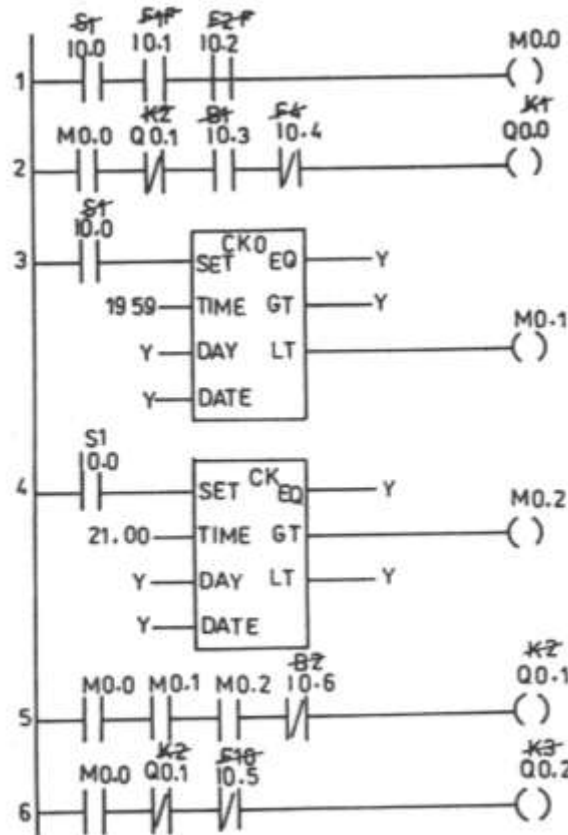 S1 F1F F2F
I0.0 I0.1 I0.2 M0.0
1
K2 B1 F4 K1
M0.0 Q0.1 I0.3 I0.4 Q0.0
2
S1
I0.0
3
CK0
SET EQ Y
19 59 TIME GT Y
M0.1
Y DAY LT
Y DATE
S1
I0.0
4
CK
SET EQ Y
M0.2
21.00 TIME GT
Y DAY LT Y
Y DATE
B2 K2
M0.0 M0.1 M0.2 I0.6 Q0.1
5
K2 F10 K3
M0.0 Q0.1 I0.5 Q0.2
6